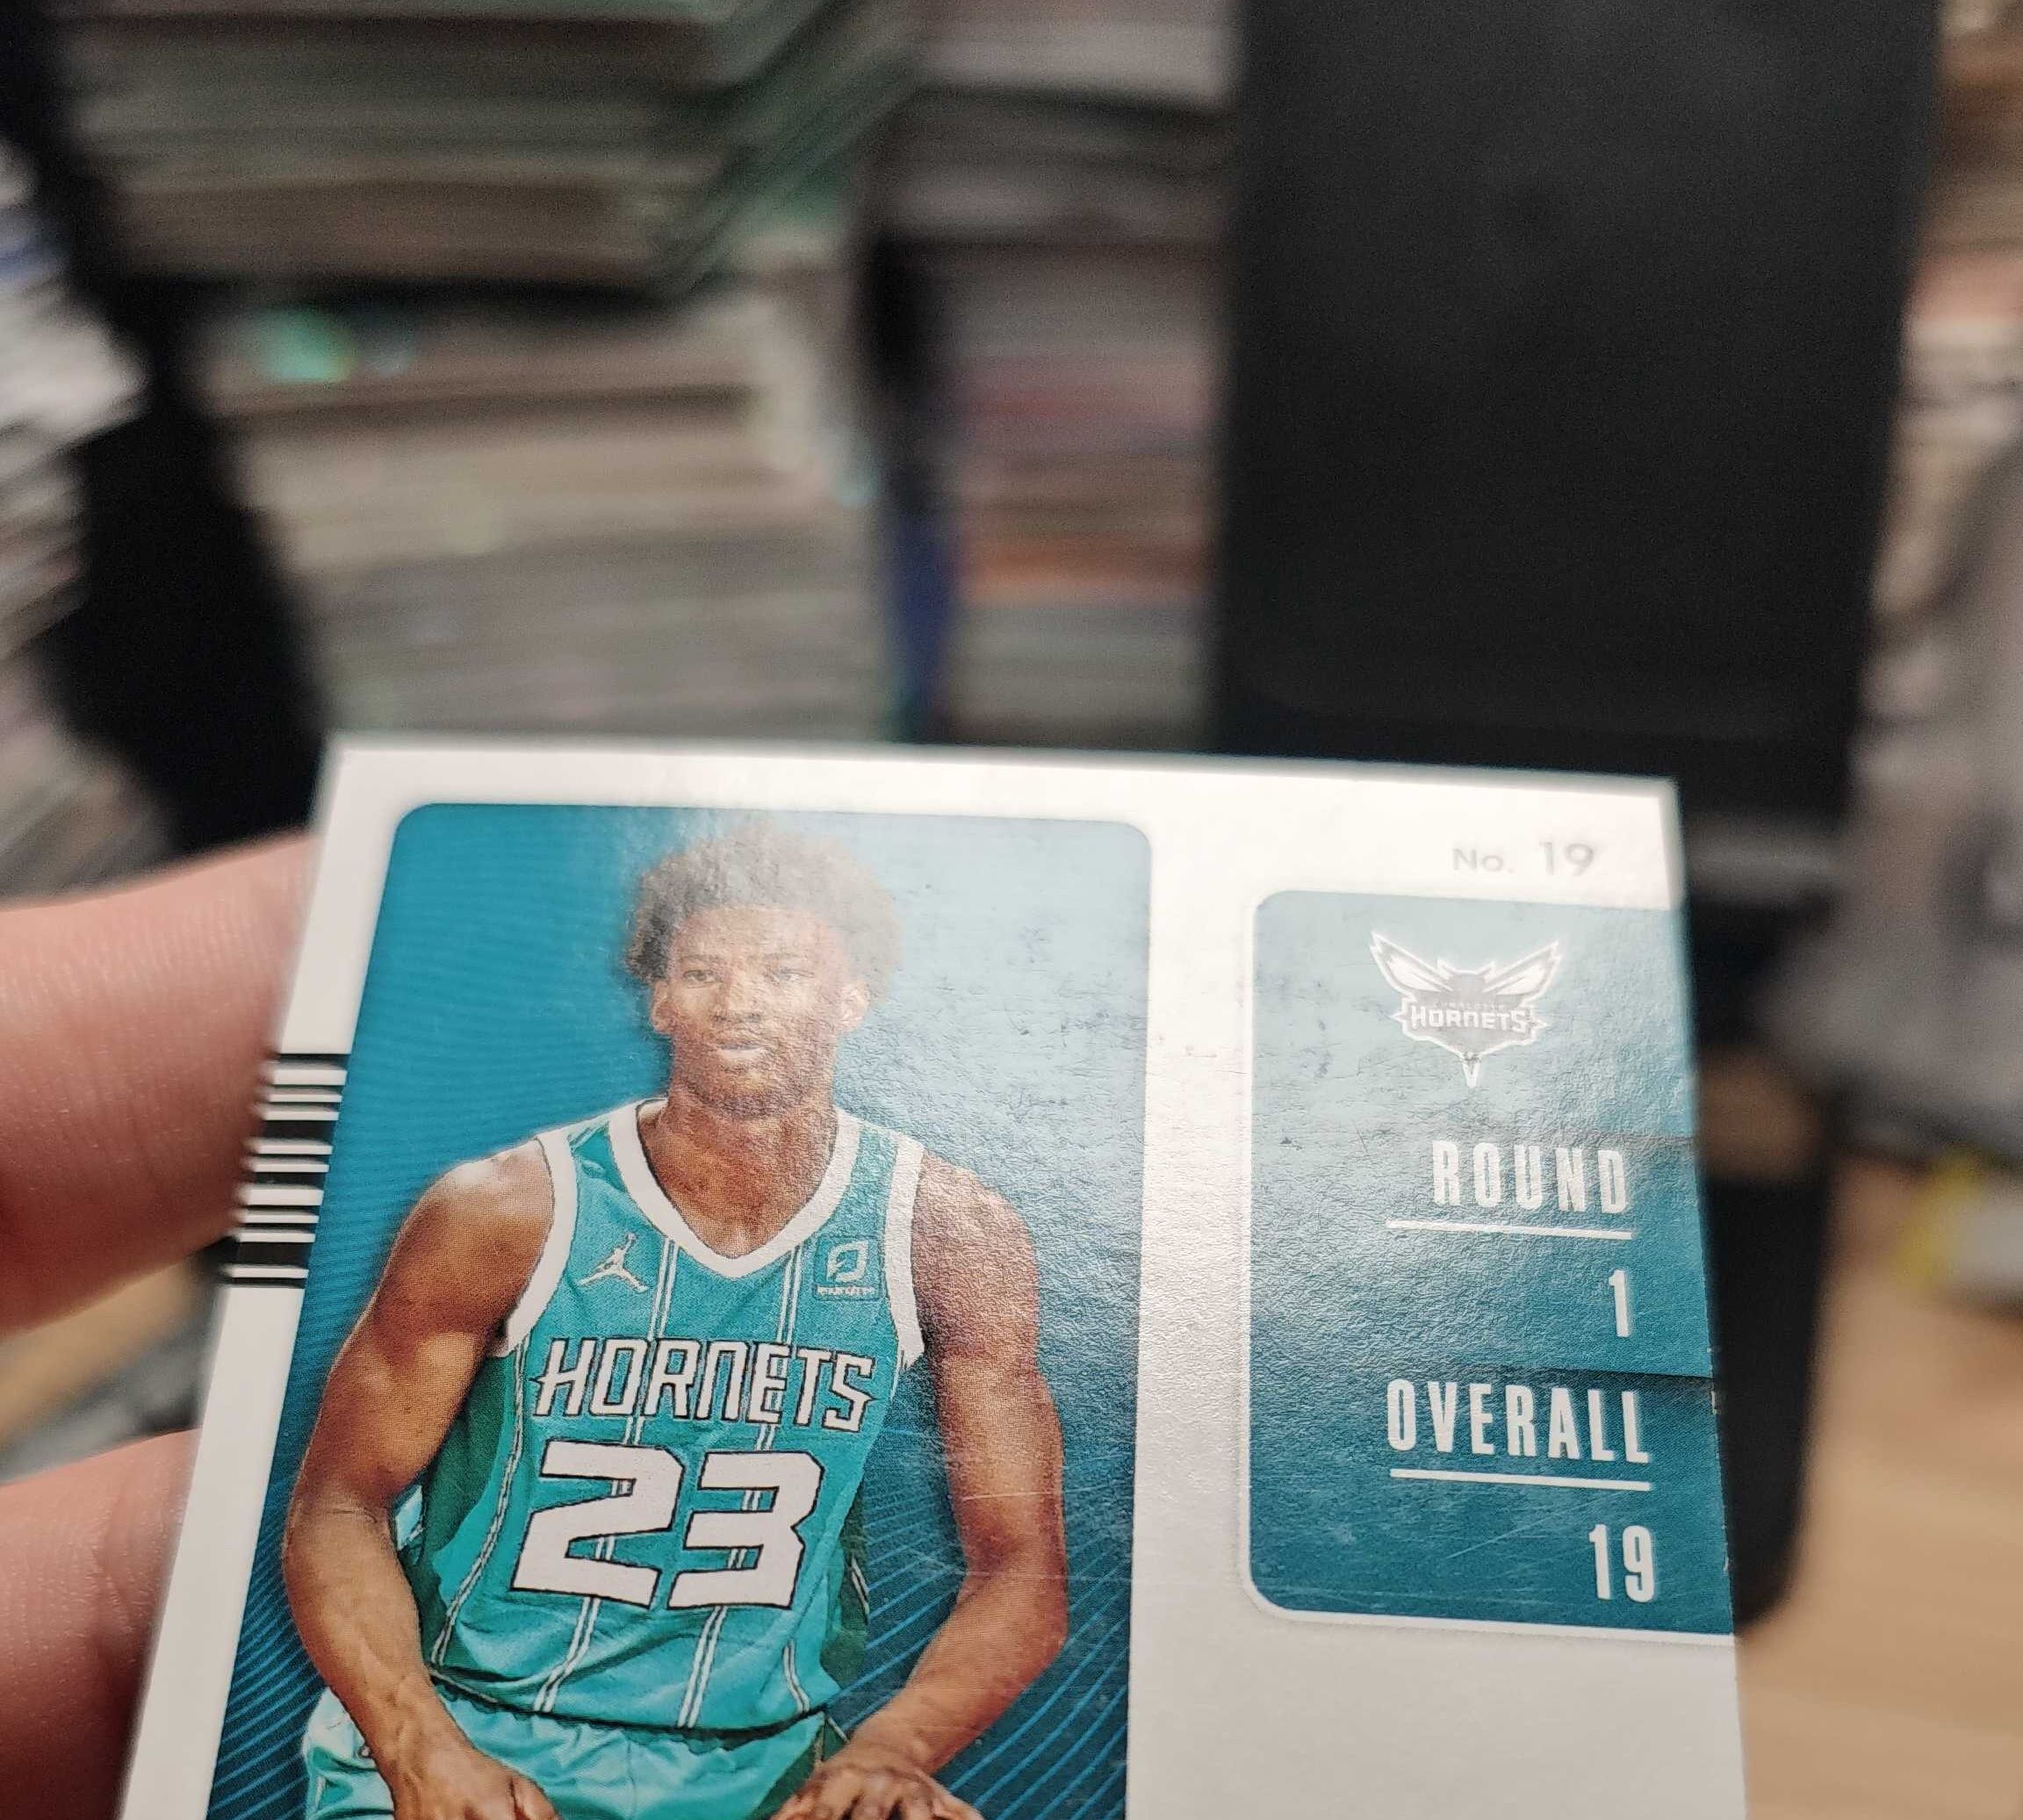 No. 19
HORNETS
ROUND
1
OVERALL
19
HORNETS
23